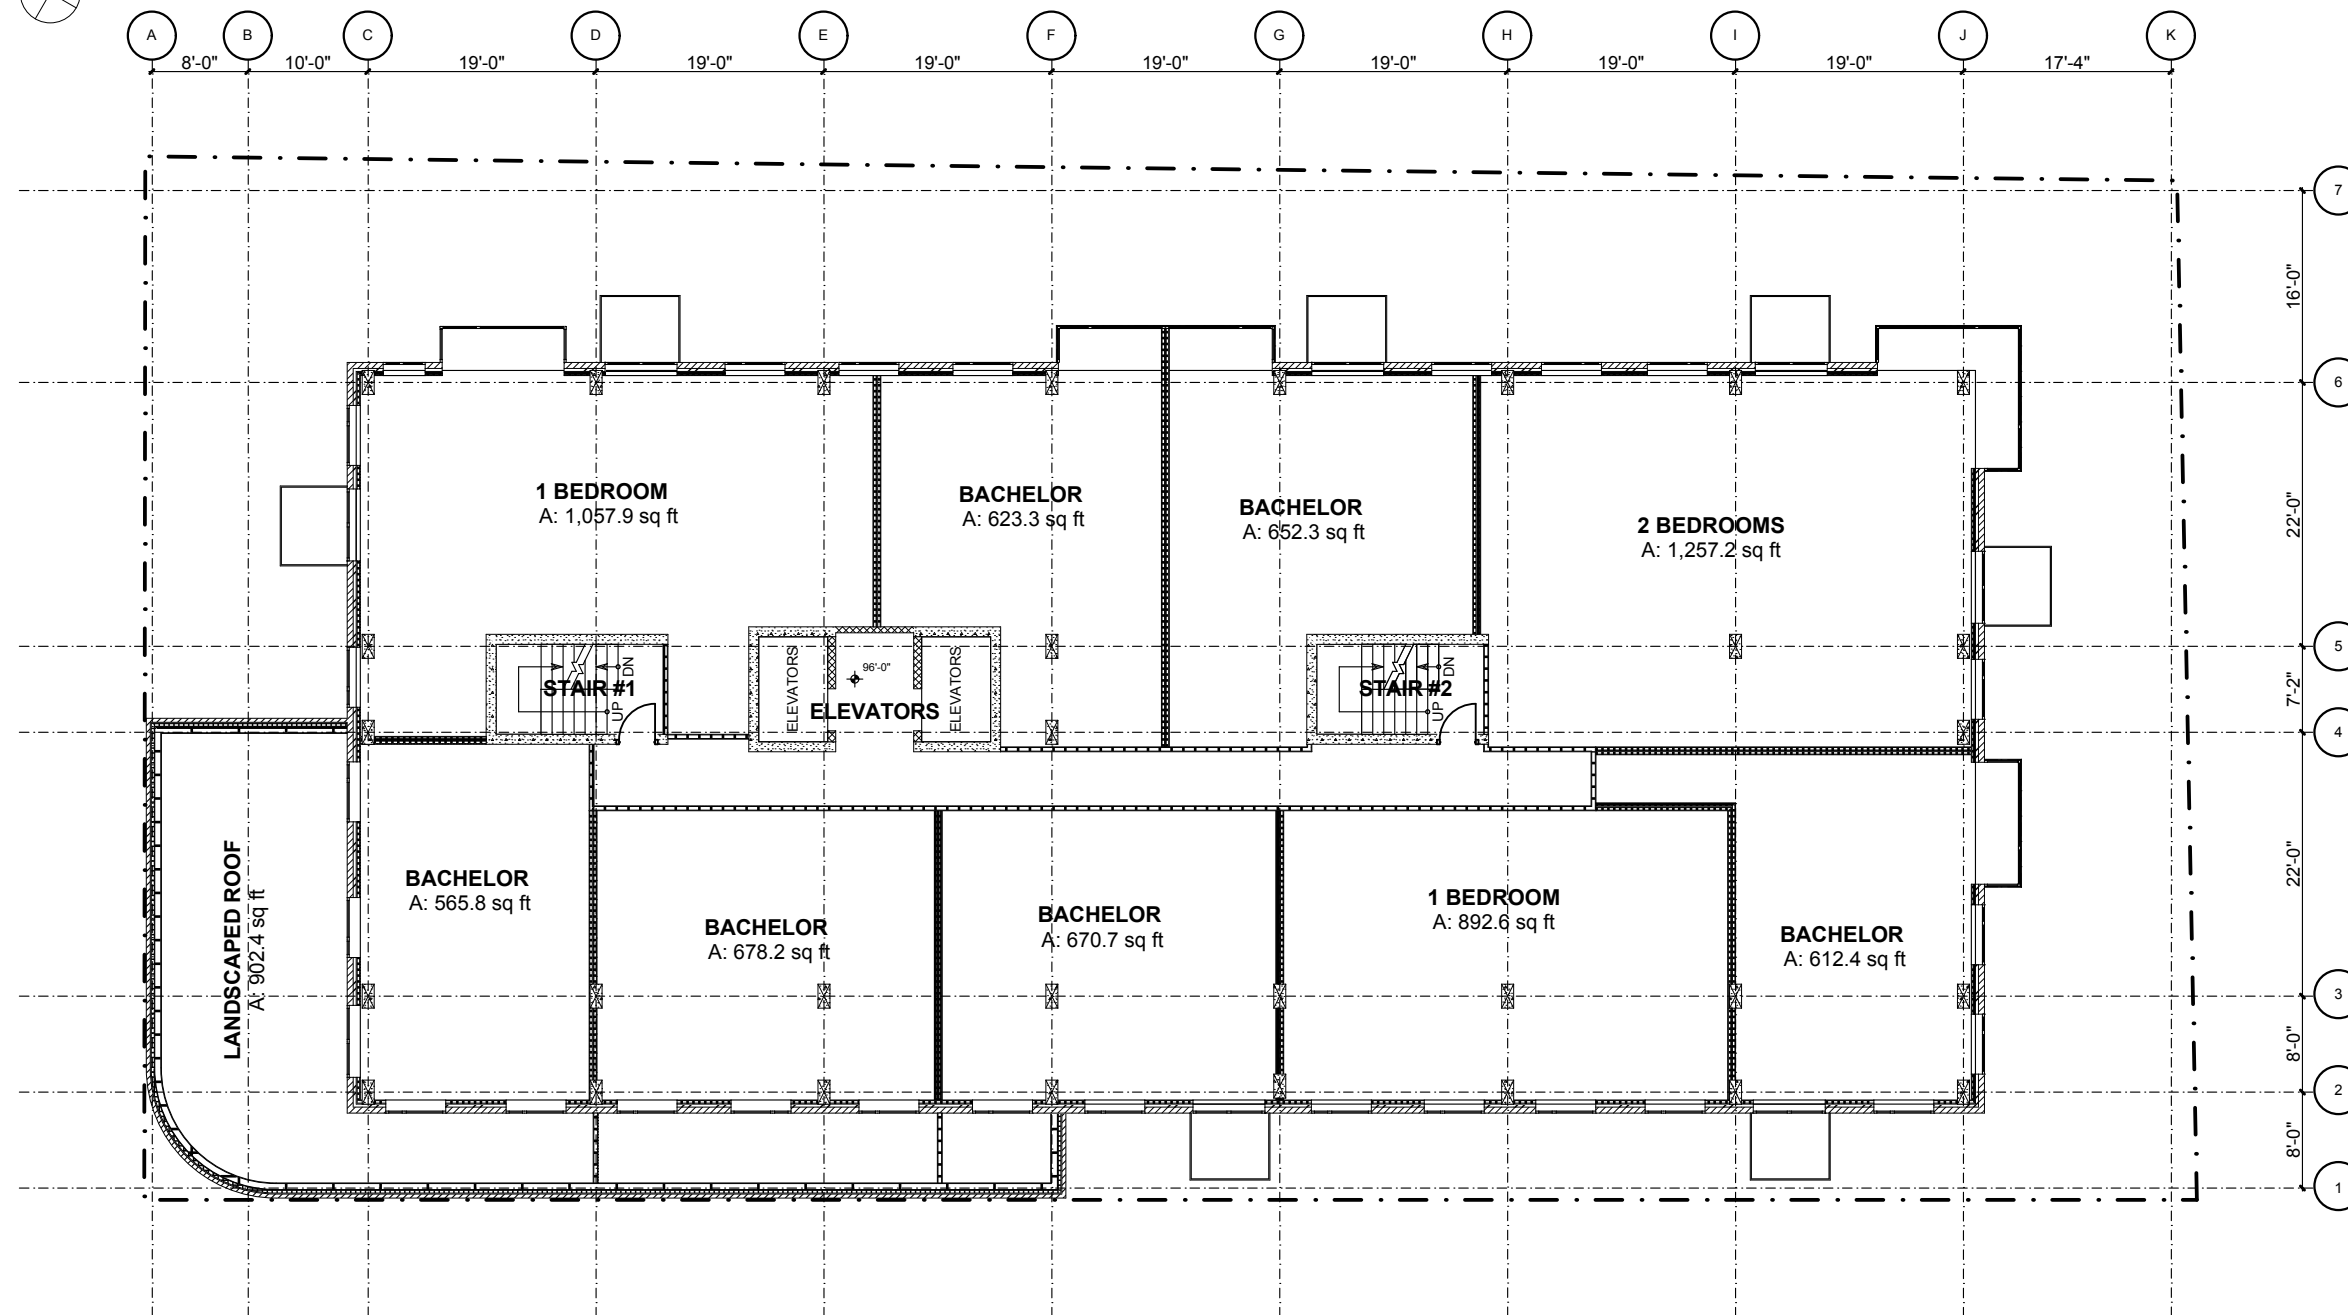 A B C D E F G H I J K
8'-0" 10'-0" 19'-0" 19'-0" 19'-0" 19'-0" 19'-0" 19'-0" 19'-0" 17'-4"
7
16'-0"
6
22'-0"
5
7'-2"
4
22'-0"
3
8'-0"
2
8'-0"
1
1 BEDROOM
A: 1,057.9 sq ft
BACHELOR
A: 623.3 sq ft
BACHELOR
A: 652.3 sq ft
2 BEDROOMS
A: 1,257.2 sq ft
STAIR #1
DN
UP
ELEVATORS
96'-0"
ELEVATORS
ELEVATORS
STAIR #2
DN
UP
LANDSCAPED ROOF
A: 902.4 sq ft
BACHELOR
A: 565.8 sq ft
BACHELOR
A: 678.2 sq ft
BACHELOR
A: 670.7 sq ft
1 BEDROOM
A: 892.6 sq ft
BACHELOR
A: 612.4 sq ft